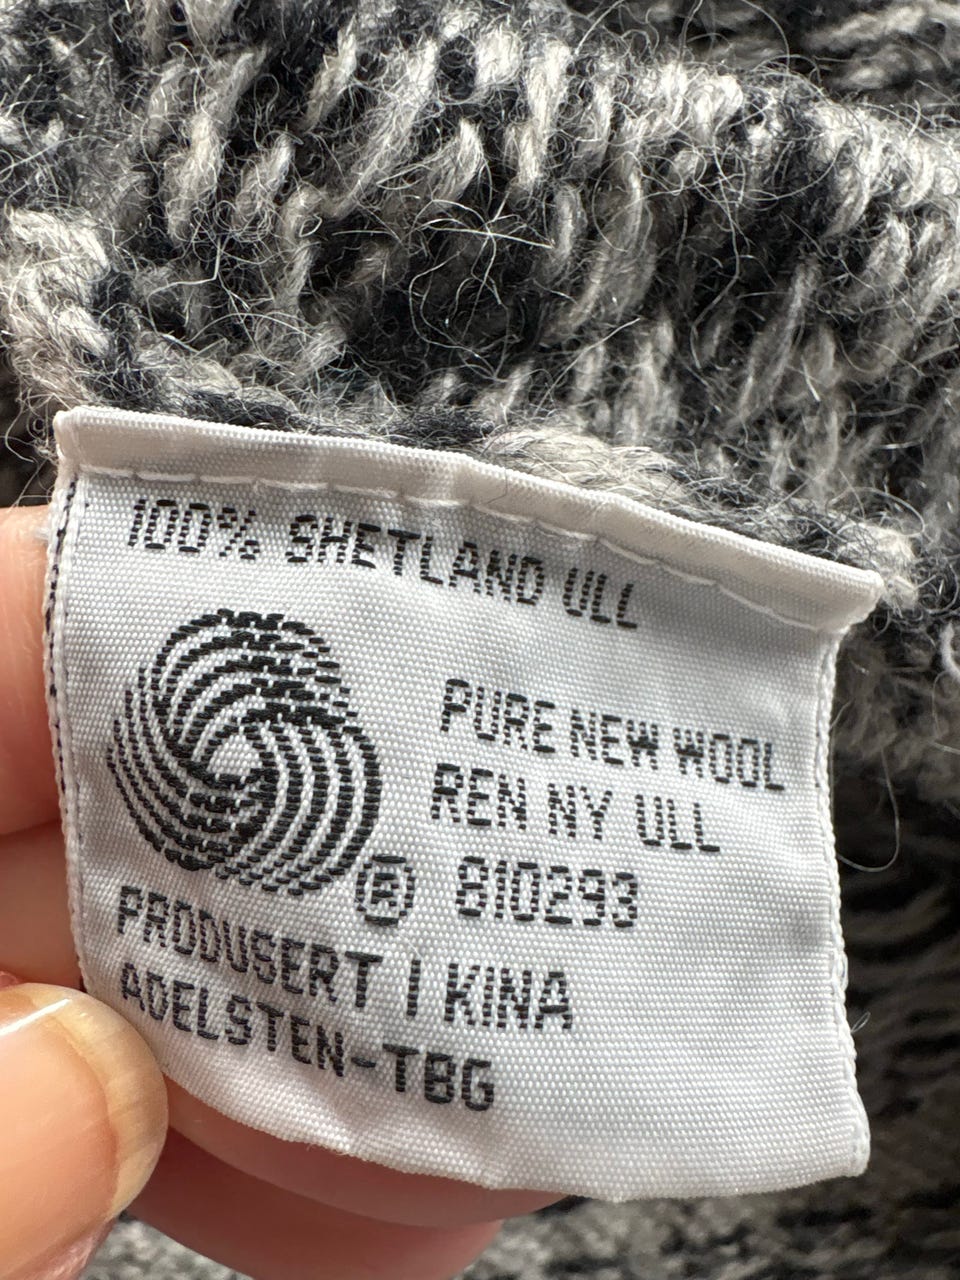 100% SHETLAND ULL
PURE NEW WOOL
REN NY ULL
® 810293
PRODUSERT I KINA
ADELSTEN-TBG